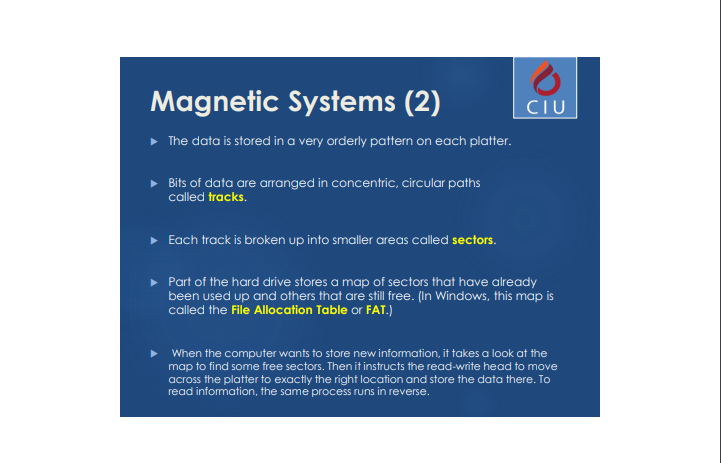 Magnetic Systems (2)
CIU
The data is stored in a very orderly pattern on each platter.
Bits of data are arranged in concentric, circular paths
called tracks.
Each track is broken up into smaller areas called sectors.
Part of the hard drive stores a map of sectors that have already
been used up and others that are still free. (In Windows, this map is
called the File Allocation Table or FAT.)
When the computer wants to store new information, it takes a look at the
map to find some free sectors. Then it instructs the read-write head to move
across the platter to exactly the right location and store the data there. To
read information, the same process runs in reverse.